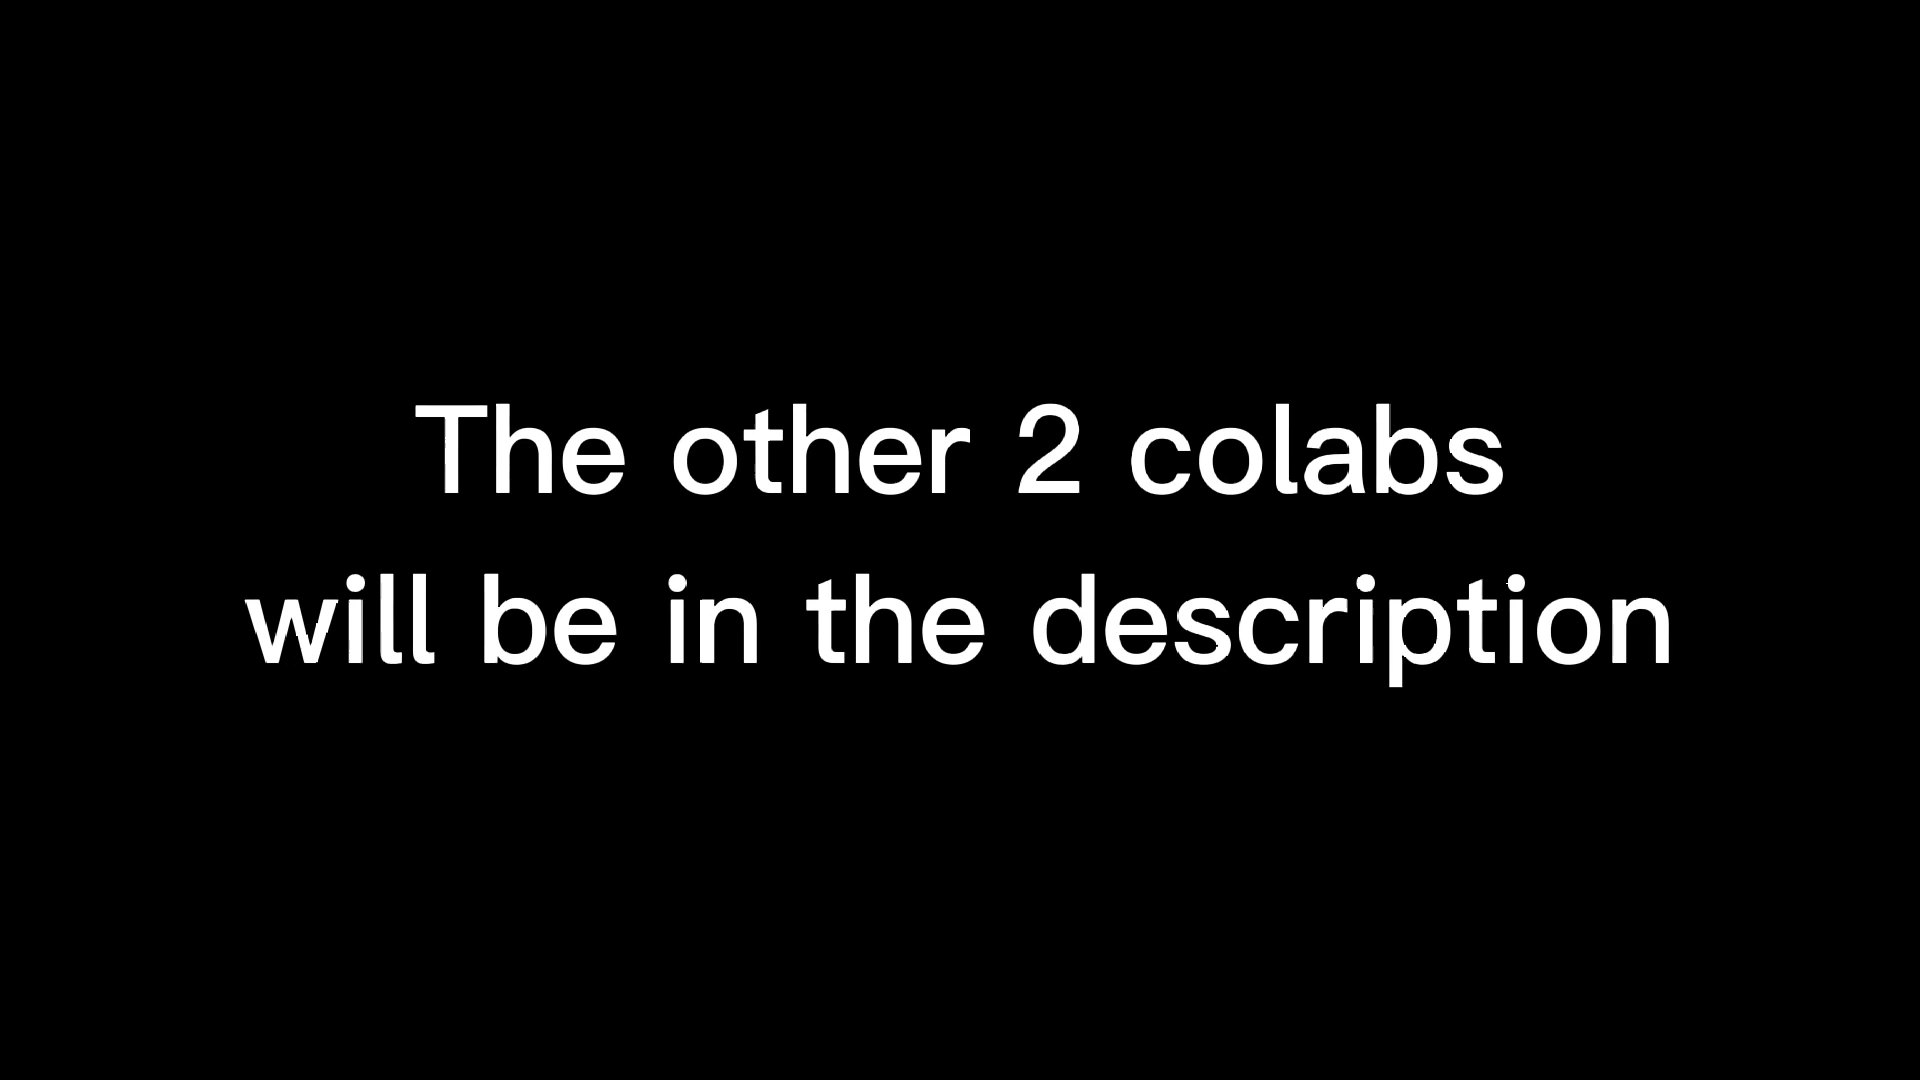 The other 2 colabs
will be in the description